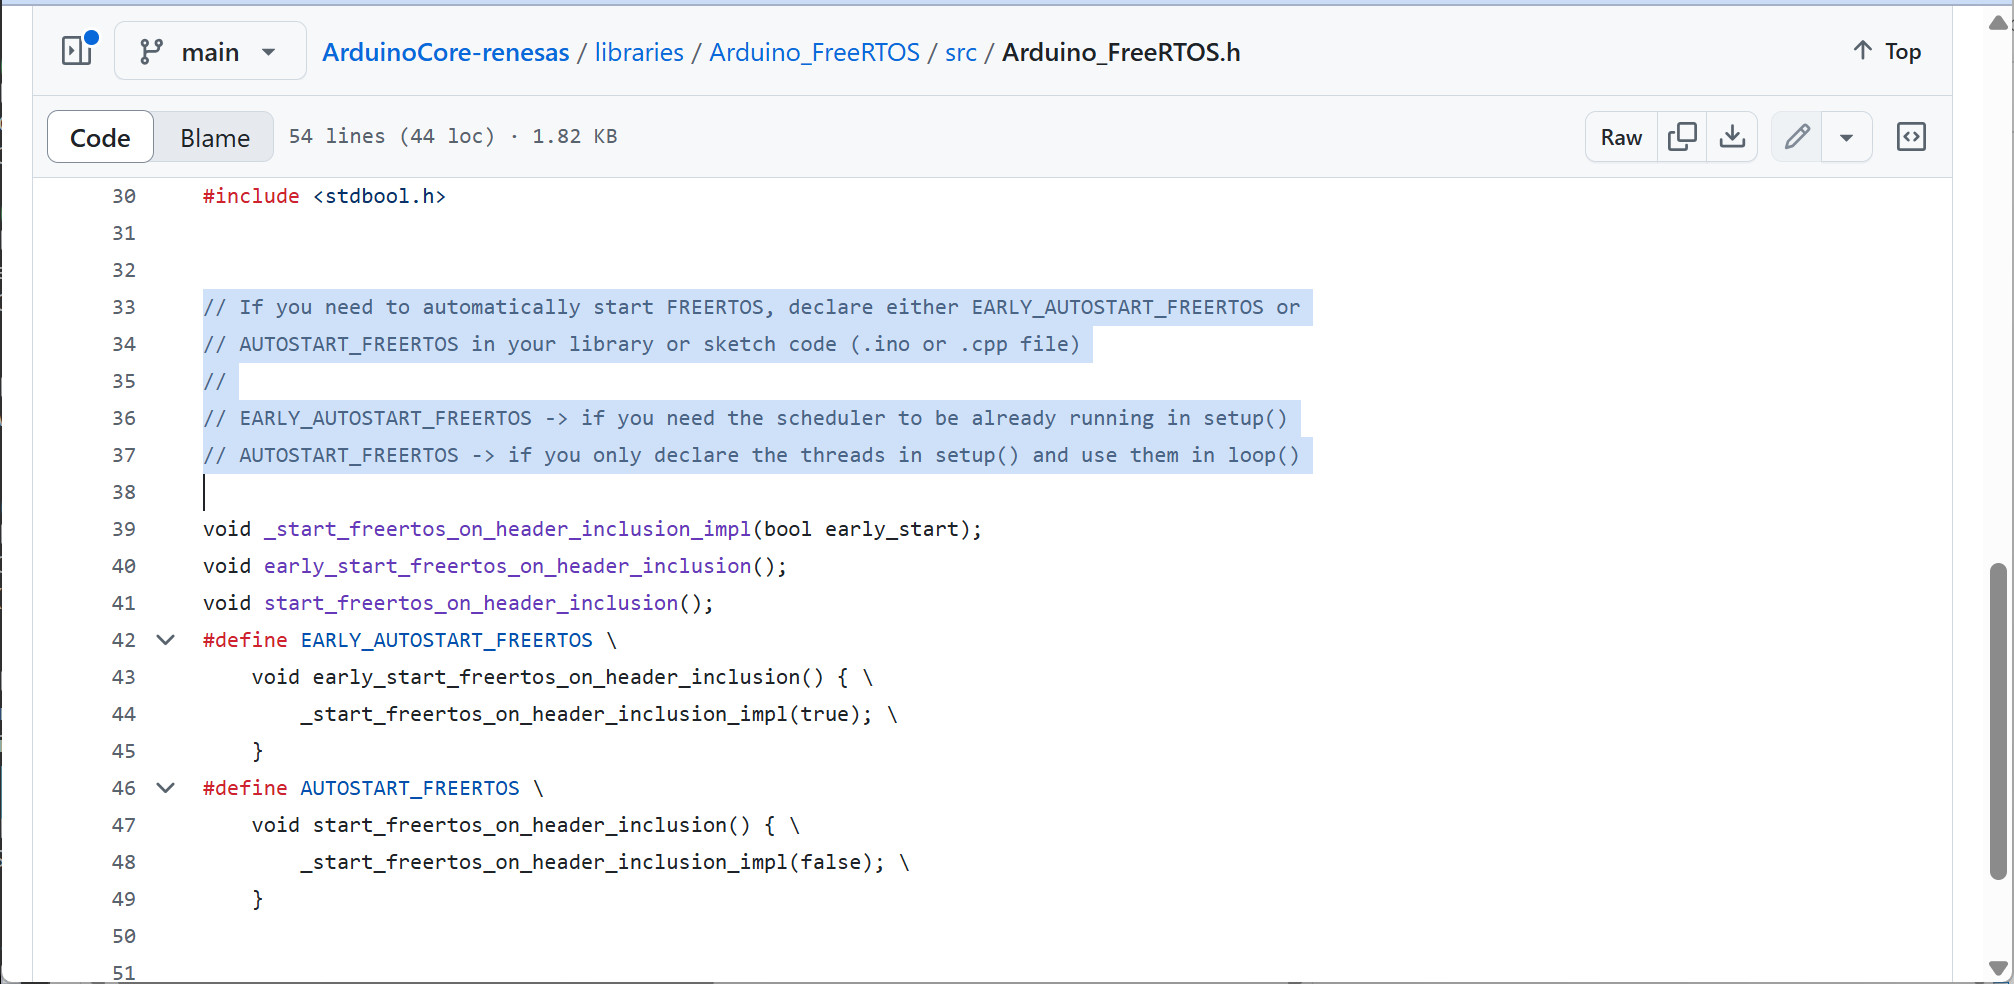 main ArduinoCore-renesas / libraries / Arduino_FreeRTOS / src / Arduino_FreeRTOS.h Top
Code Blame 54 lines (44 loc) · 1.82 KB Raw
30 #include <stdbool.h>
31
32
33 // If you need to automatically start FREERTOS, declare either EARLY_AUTOSTART_FREERTOS or
34 // AUTOSTART_FREERTOS in your library or sketch code (.ino or .cpp file)
35 //
36 // EARLY_AUTOSTART_FREERTOS -> if you need the scheduler to be already running in setup()
37 // AUTOSTART_FREERTOS -> if you only declare the threads in setup() and use them in loop()
38
39 void _start_freertos_on_header_inclusion_impl(bool early_start);
40 void early_start_freertos_on_header_inclusion();
41 void start_freertos_on_header_inclusion();
42 #define EARLY_AUTOSTART_FREERTOS \
43 void early_start_freertos_on_header_inclusion() { \
44 _start_freertos_on_header_inclusion_impl(true); \
45 }
46 #define AUTOSTART_FREERTOS \
47 void start_freertos_on_header_inclusion() { \
48 _start_freertos_on_header_inclusion_impl(false); \
49 }
50
51